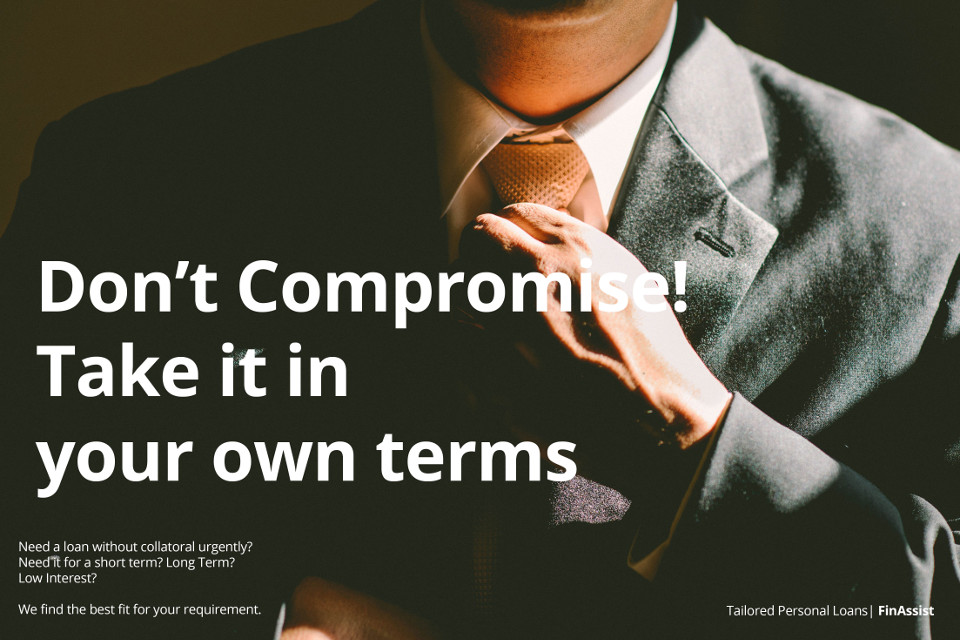 Don’t Compromise!
Take it in
your own terms
Need a loan without collatoral urgently?
Need it for a short term? Long Term?
Low Interest?
We find the best fit for your requirement.
Tailored Personal Loans| FinAssist